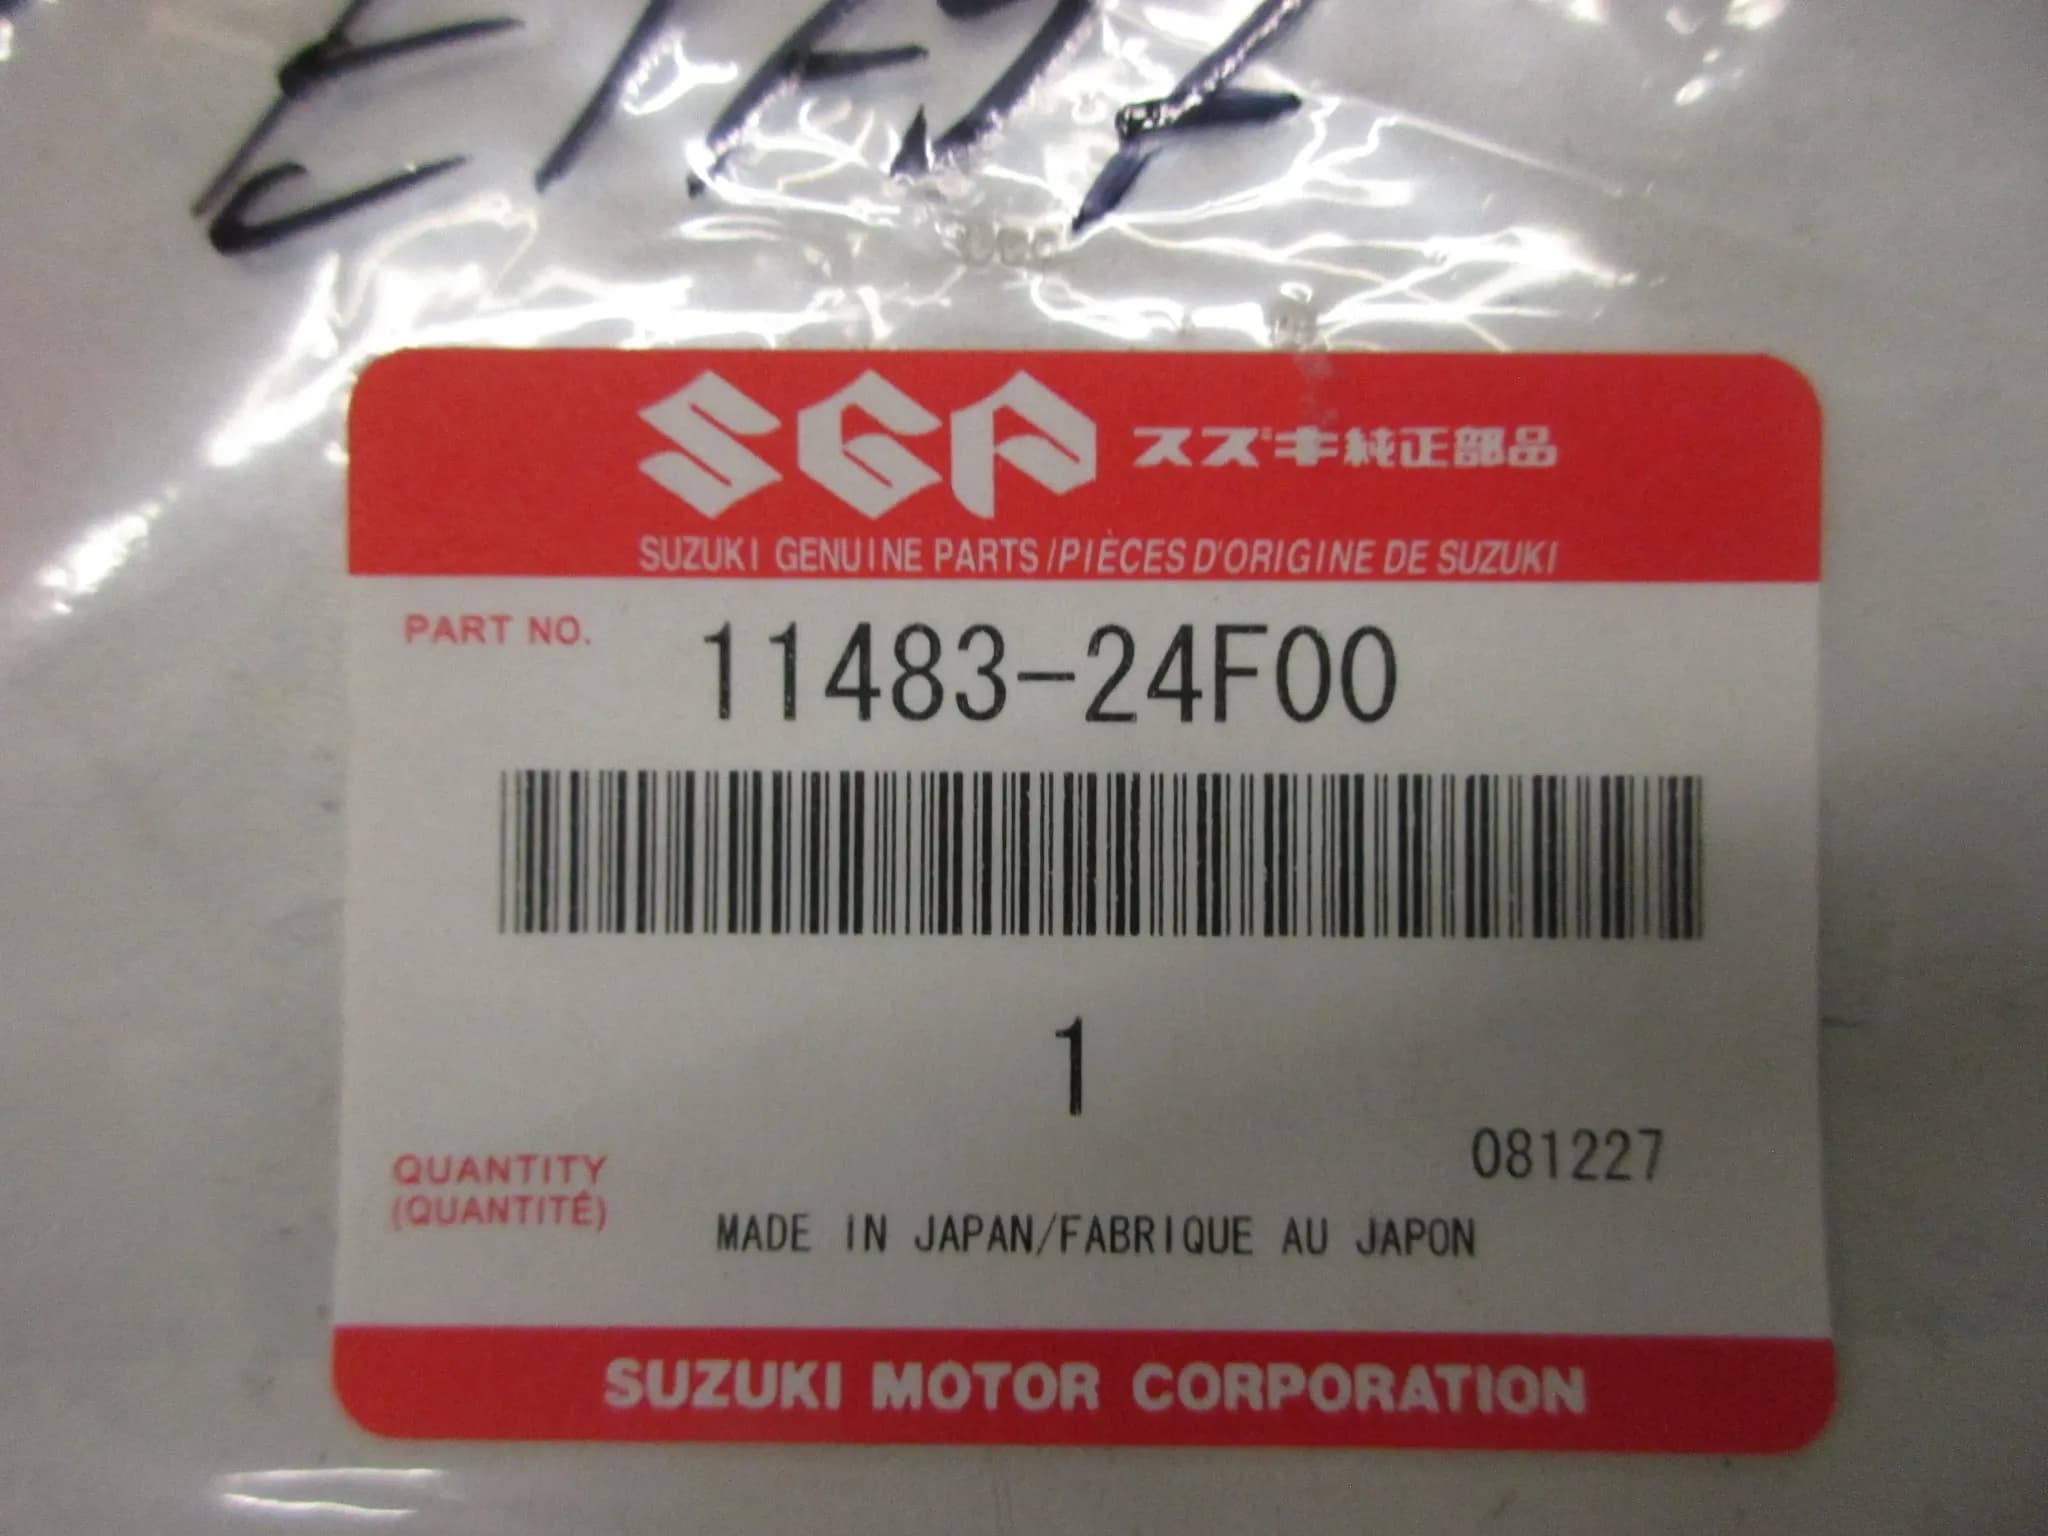 SGP スズキ純正部品
SUZUKI GENUINE PARTS/PIÈCES D'ORIGINE DE SUZUKI
PART NO. 11483-24F00
1
081227
QUANTITY
(QUANTITÉ)
MADE IN JAPAN/FABRIQUE AU JAPON
SUZUKI MOTOR CORPORATION